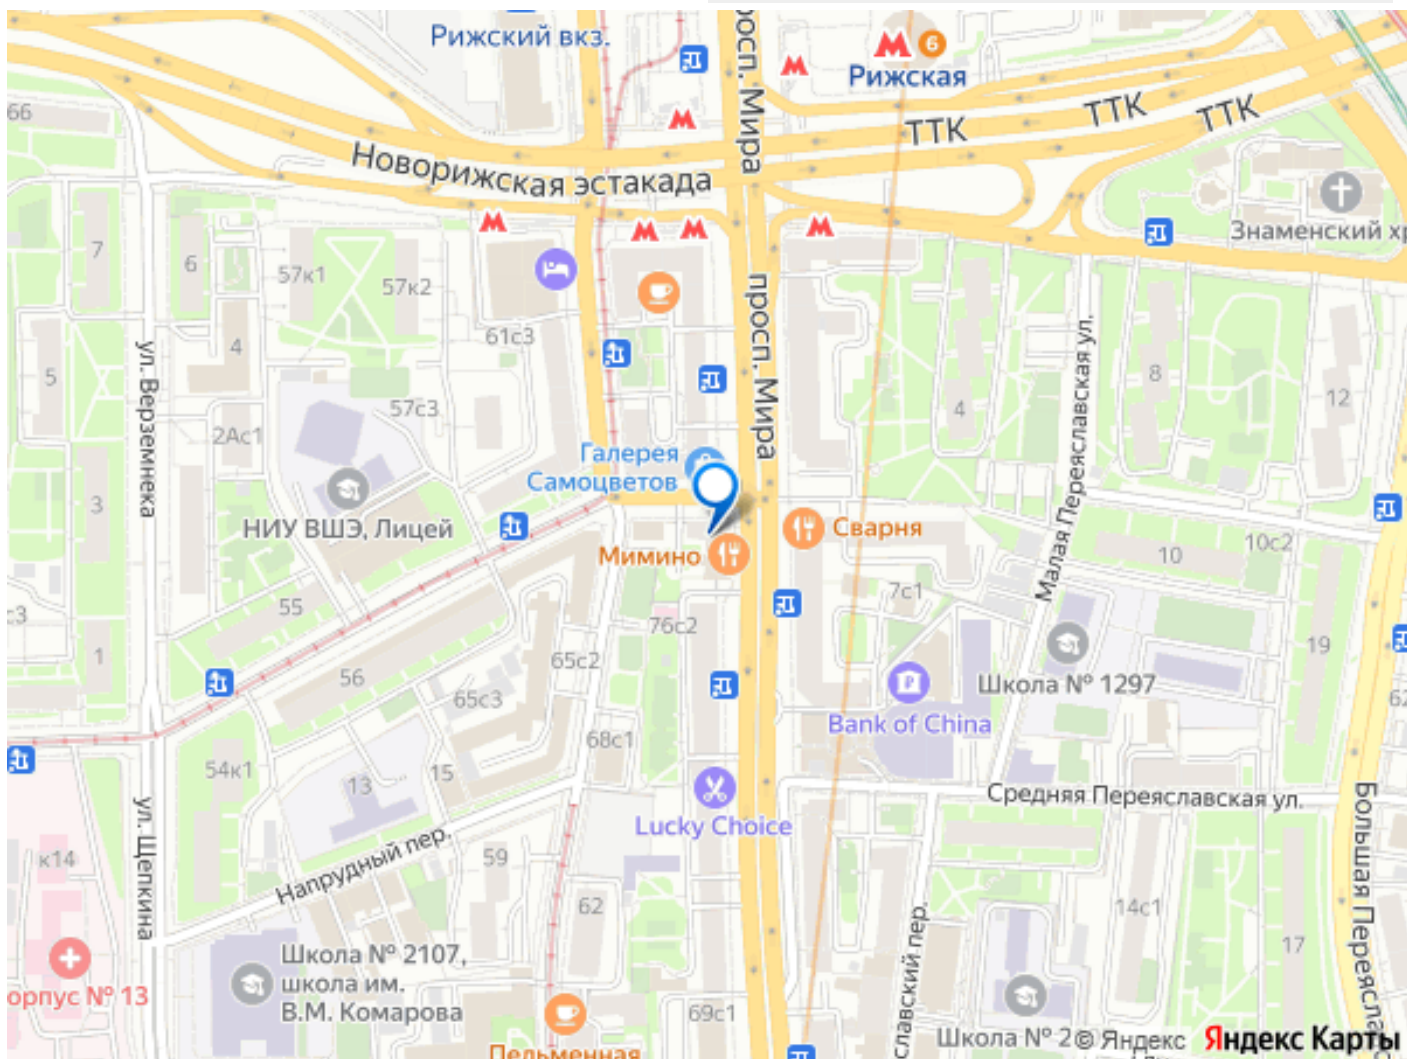 Рижский вкз.
просп. Мира
6
Рижская
ТТК
ТТК
ТТК
66
Новорижская эстакада
Знаменский
7
6
57к1
57к2
просп. Мира
61с3
4
ул. Верземнека
5
57с3
2Ас1
Малая Переяславская ул.
8
4
12
Галерея
Самоцветов
3
НИУ ВШЭ, Лицей
Мимино
Сварня
10
10с2
7с1
55
76с2
1
65с2
56
65с3
19
Школа № 1297
Bank of China
68с1
54к1
13
15
Средняя Переяславская ул.
Lucky Choice
ул. Щепкина
Напрудный пер.
к14
59
62
14с1
17
Школа № 2107,
школа им.
В.М. Комарова
орпус № 13
69с1
славский пер.
Большая Переясла
Школа № 2
© Яндекс
Яндекс Карты
Пельменная